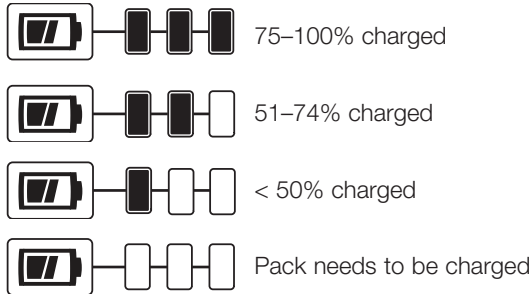 75–100% charged
51–74% charged
< 50% charged
Pack needs to be charged